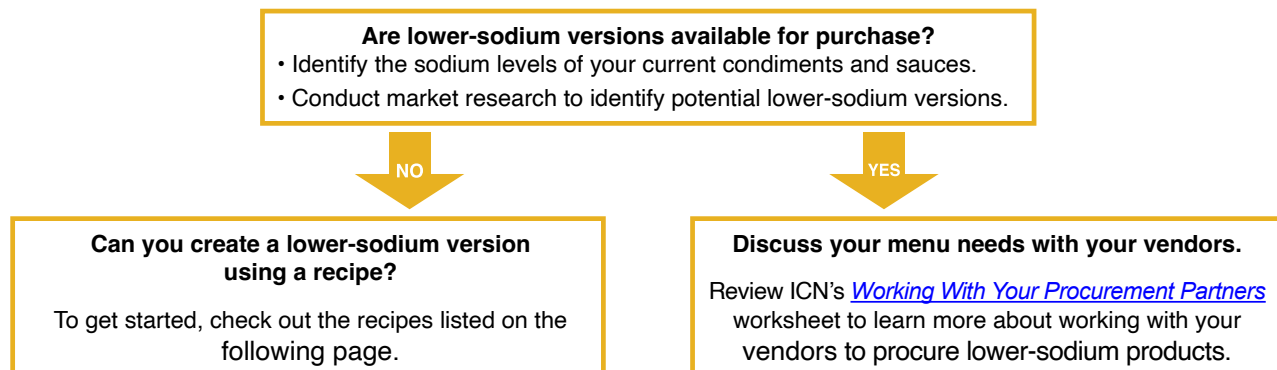 Are lower-sodium versions available for purchase?
• Identify the sodium levels of your current condiments and sauces.
• Conduct market research to identify potential lower-sodium versions.
NO
YES
Can you create a lower-sodium version
using a recipe?
To get started, check out the recipes listed on the
following page.
Discuss your menu needs with your vendors.
Review ICN's Working With Your Procurement Partners
worksheet to learn more about working with your
vendors to procure lower-sodium products.